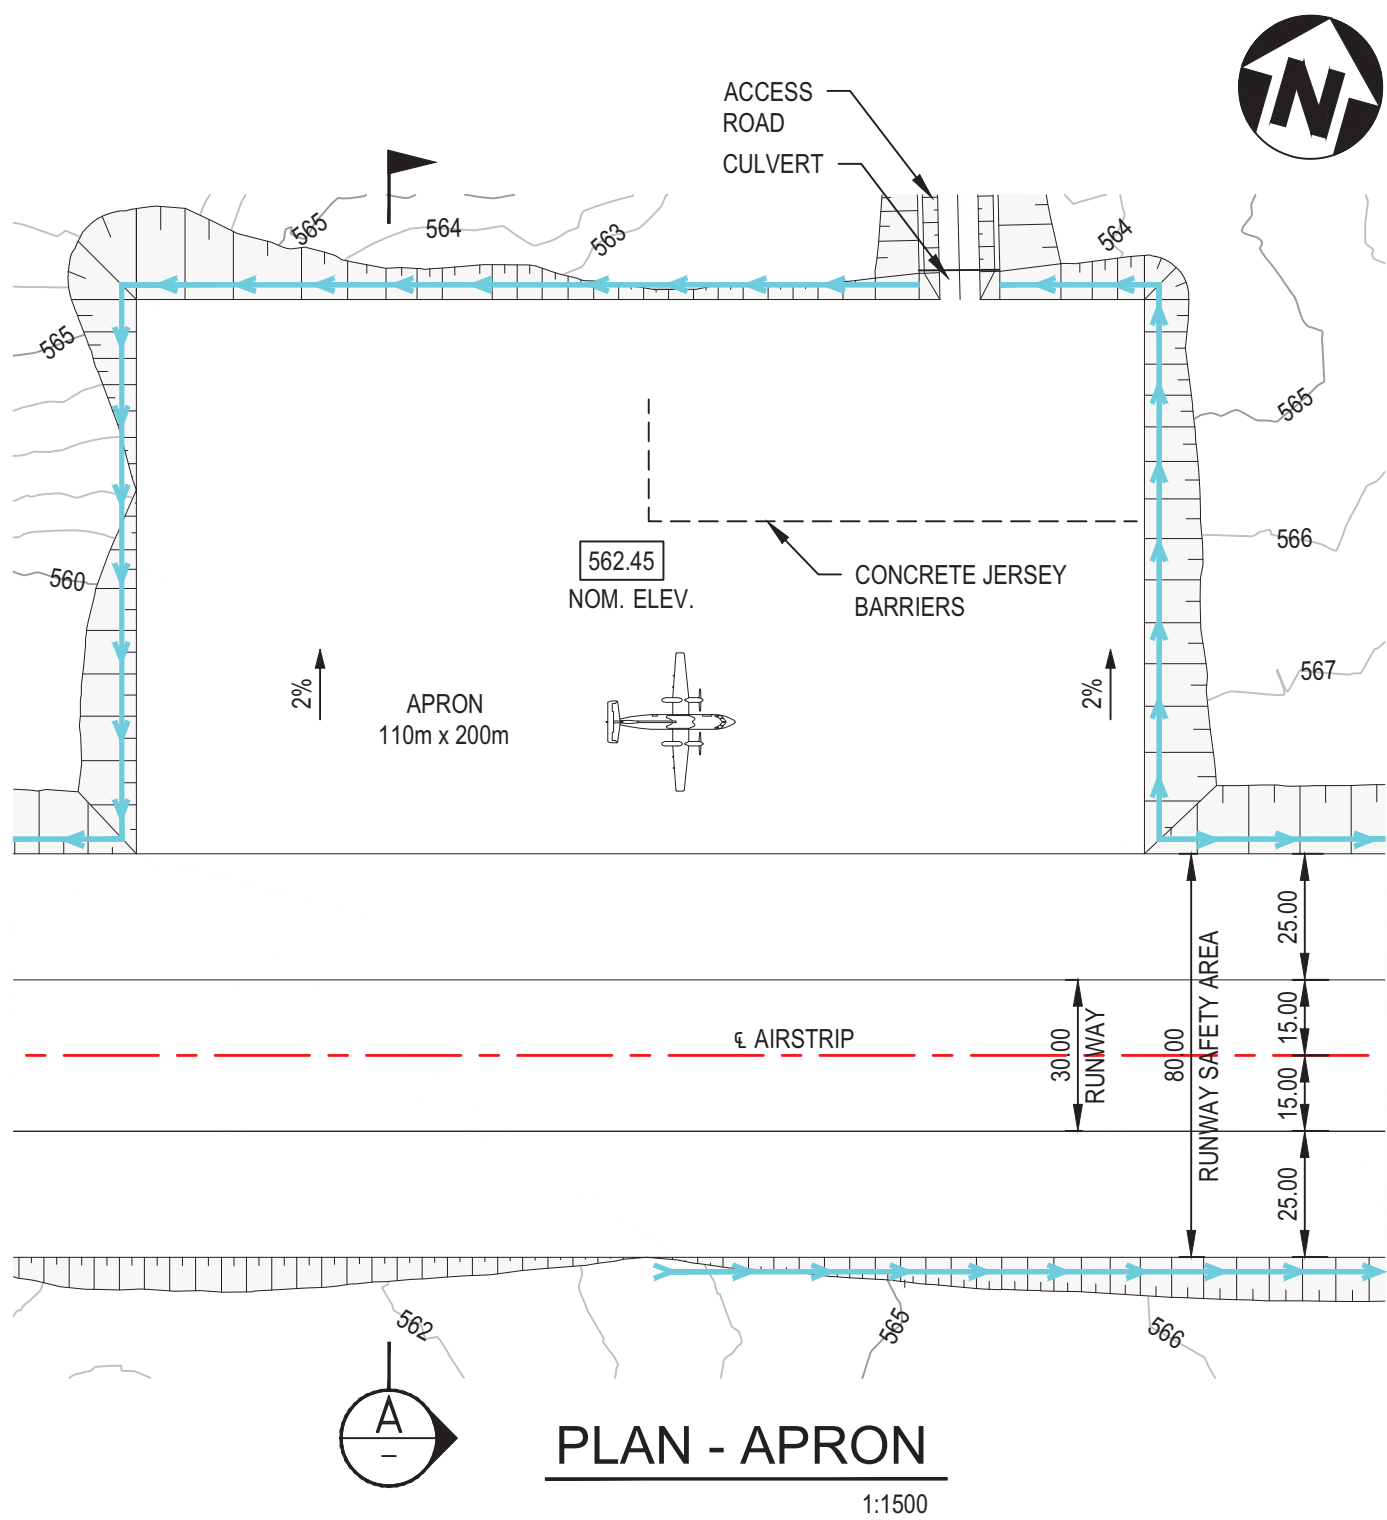 N
ACCESS
ROAD
CULVERT
565
564
563
564
565
565
560
566
567
562.45
NOM. ELEV.
CONCRETE JERSEY
BARRIERS
2%
APRON
110m x 200m
2%
25.00
15.00
℄ AIRSTRIP
30.00
RUNWAY
80.00
RUNWAY SAFETY AREA
15.00
25.00
562
565
566
A
–
PLAN - APRON
1:1500